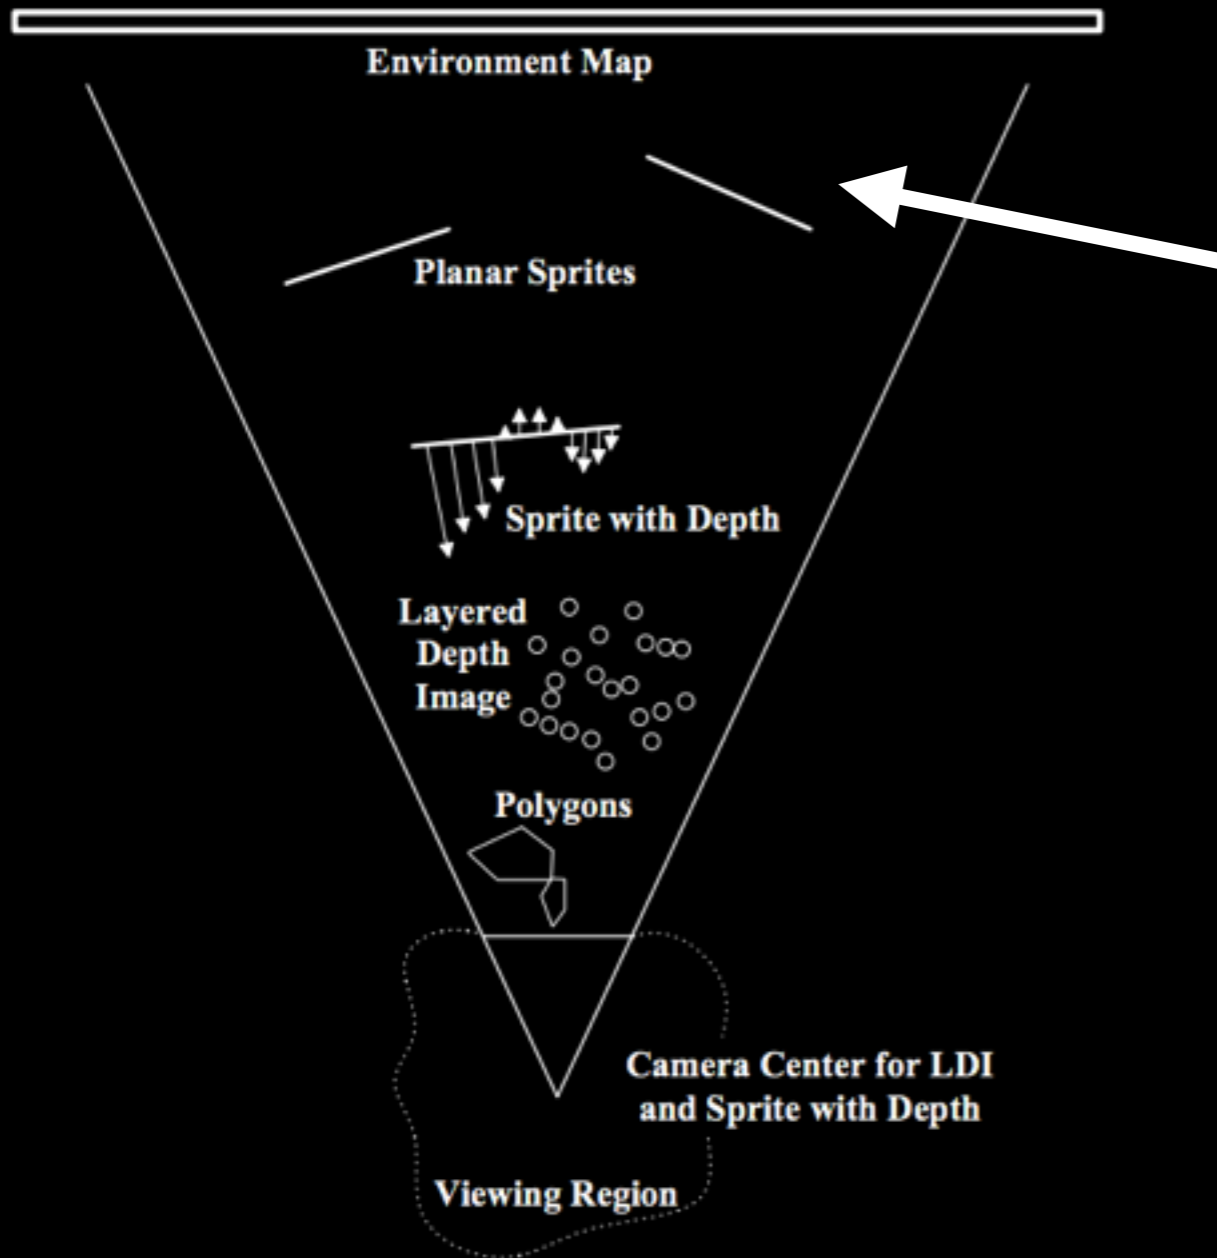 Environment Map
Planar Sprites
Sprite with Depth
Layered
Depth
Image
Polygons
Camera Center for LDI
and Sprite with Depth
Viewing Region